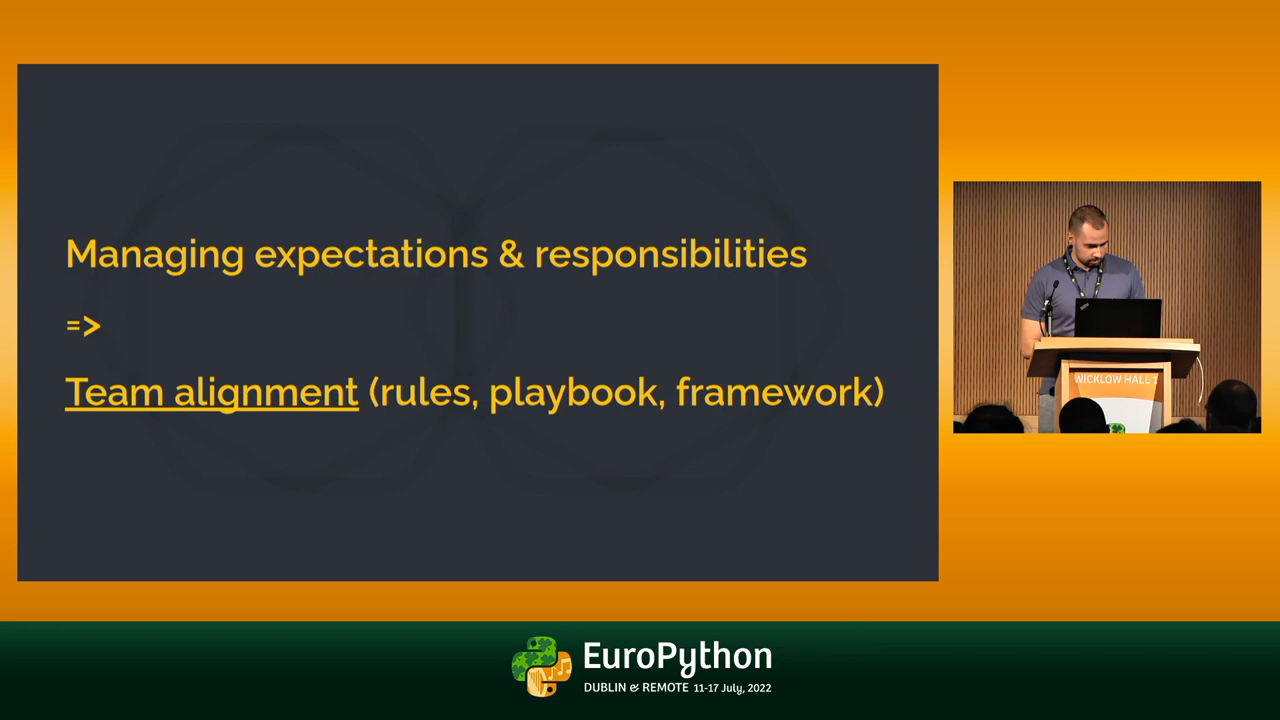 Managing expectations & responsibilities
=>
Team alignment (rules, playbook, framework)
WICKLOW HALL 1
EuroPython
DUBLIN & REMOTE 11-17 July, 2022